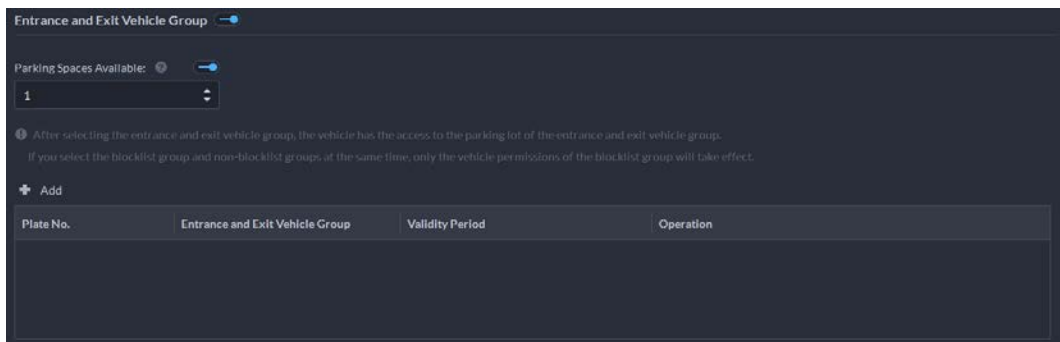 Entrance and Exit Vehicle Group
Parking Spaces Available:
1
After selecting the entrance and exit vehicle group, the vehicle has the access to the parking lot of the entrance and exit vehicle group.
If you select the blocklist group and non-blocklist groups at the same time, only the vehicle permissions of the blocklist group will take effect.
Add
Plate No. Entrance and Exit Vehicle Group Validity Period Operation